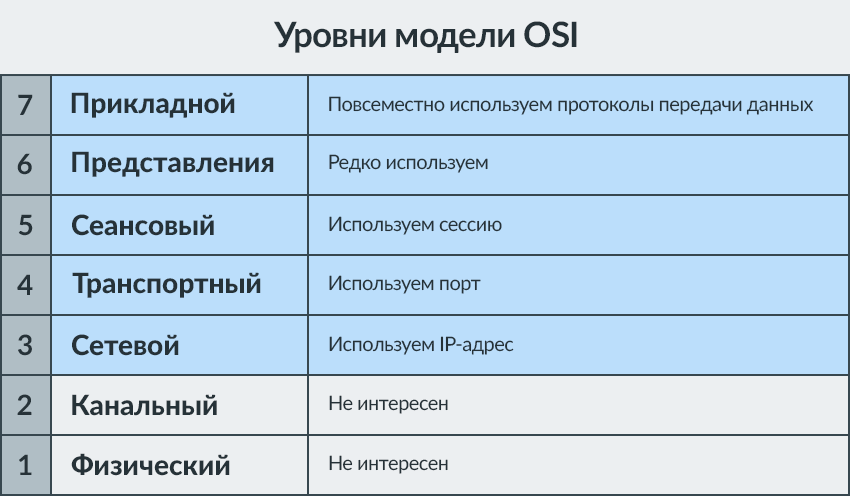 Уровни модели OSI
7 Прикладной Повсеместно используем протоколы передачи данных
6 Представления Редко используем
5 Сеансовый Используем сессию
4 Транспортный Используем порт
3 Сетевой Используем IP-адрес
2 Канальный Не интересен
1 Физический Не интересен